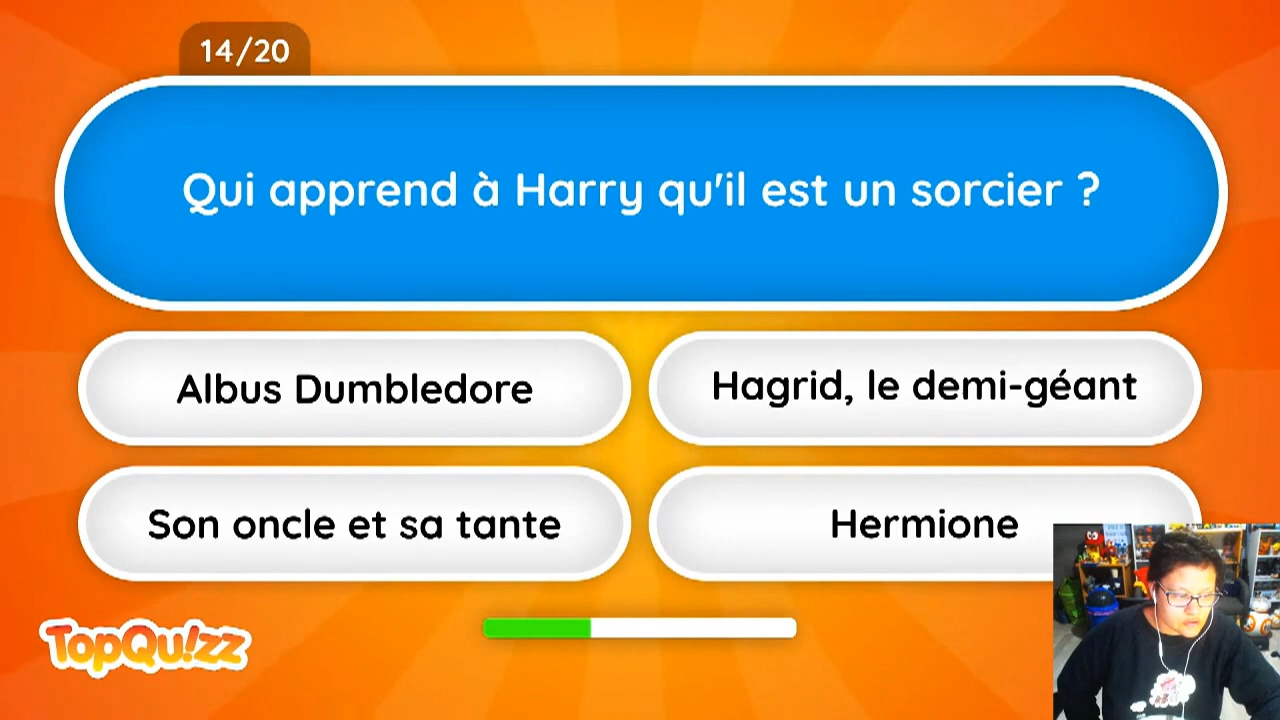 14/20
Qui apprend à Harry qu'il est un sorcier ?
Albus Dumbledore
Hagrid, le demi-géant
Son oncle et sa tante
Hermione
TopQu!zz